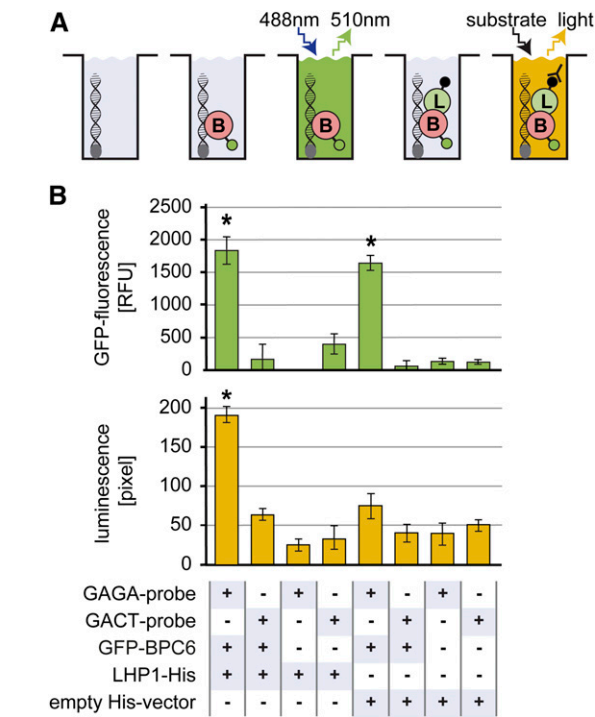 A
488nm 510nm
substrate light
B B L B L B
B
2500
2000
1500
1000
500
0
GFP-fluorescence
[RFU]
* *
200
150
100
50
0
luminescence
[pixel]
*
GAGA-probe + - + - + - + -
GACT-probe - + - + - + - +
GFP-BPC6 + + - - + + - -
LHP1-His + + + + - - - -
empty His-vector - - - - + + + +